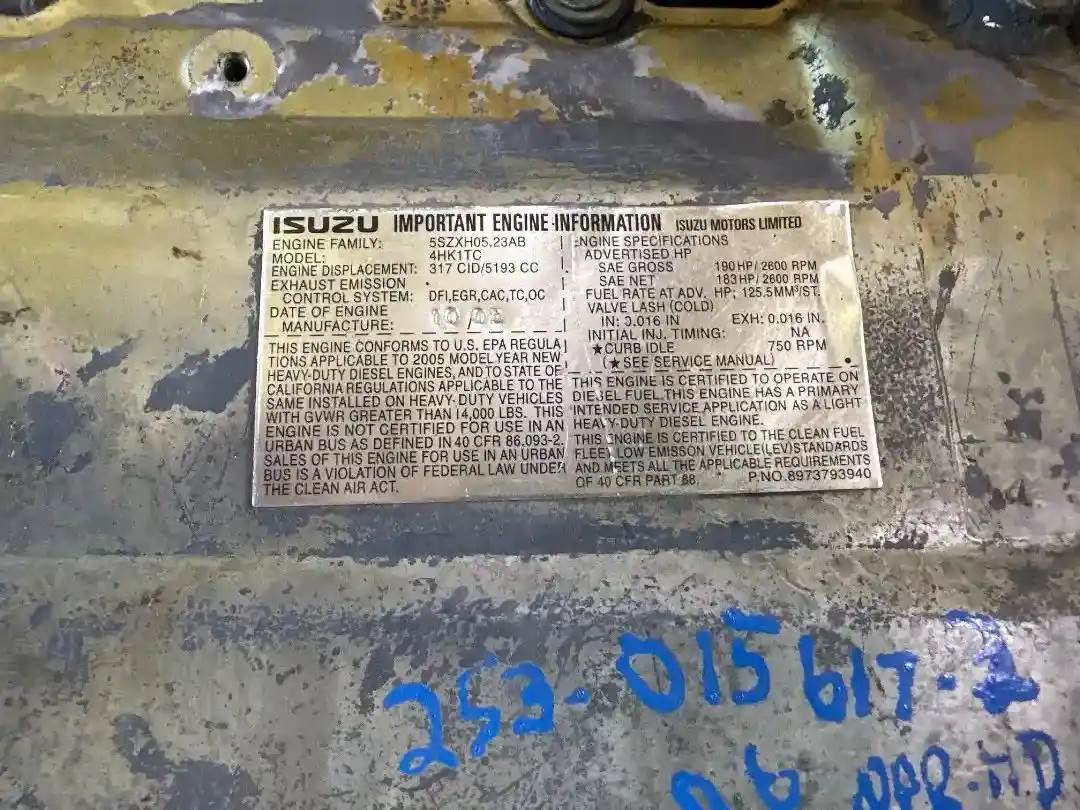 ISUZU IMPORTANT ENGINE INFORMATION ISUZU MOTORS LIMITED
ENGINE FAMILY: 5SZXH05.23AB
MODEL: 4HK1TC
ENGINE DISPLACEMENT: 317 CID/5193 CC
EXHAUST EMISSION
CONTROL SYSTEM: DFI,EGR,CAC,TC,OC
DATE OF ENGINE
MANUFACTURE:
THIS ENGINE CONFORMS TO U.S. EPA REGULA
TIONS APPLICABLE TO 2005 MODEL YEAR NEW
HEAVY-DUTY DIESEL ENGINES, AND TO STATE OF
CALIFORNIA REGULATIONS APPLICABLE TO THE
SAME INSTALLED ON HEAVY-DUTY VEHICLES
WITH GVWR GREATER THAN 14,000 LBS. THIS
ENGINE IS NOT CERTIFIED FOR USE IN AN
URBAN BUS AS DEFINED IN 40 CFR 86.093-2.
SALES OF THIS ENGINE FOR USE IN AN URBAN
BUS IS A VIOLATION OF FEDERAL LAW UNDER
THE CLEAN AIR ACT.
ENGINE SPECIFICATIONS
ADVERTISED HP
SAE GROSS 190 HP/ 2600 RPM
SAE NET 183 HP/ 2600 RPM
FUEL RATE AT ADV. HP: 125.5MM³/ST.
VALVE LASH (COLD)
IN: 0.016 IN EXH: 0.016 IN.
INITIAL INJ. TIMING: NA
★CURB IDLE 750 RPM
(★SEE SERVICE MANUAL)
THIS ENGINE IS CERTIFIED TO OPERATE ON
DIESEL FUEL. THIS ENGINE HAS A PRIMARY
INTENDED SERVICE APPLICATION AS A LIGHT
HEAVY-DUTY DIESEL ENGINE.
THIS ENGINE IS CERTIFIED TO THE CLEAN FUEL
FLEET LOW EMISSON VEHICLE(LEV)STANDARDS
AND MEETS ALL THE APPLICABLE REQUIREMENTS
OF 40 CFR PART 88. P.NO.8973793940
253-015617-2
06 NPR-HD